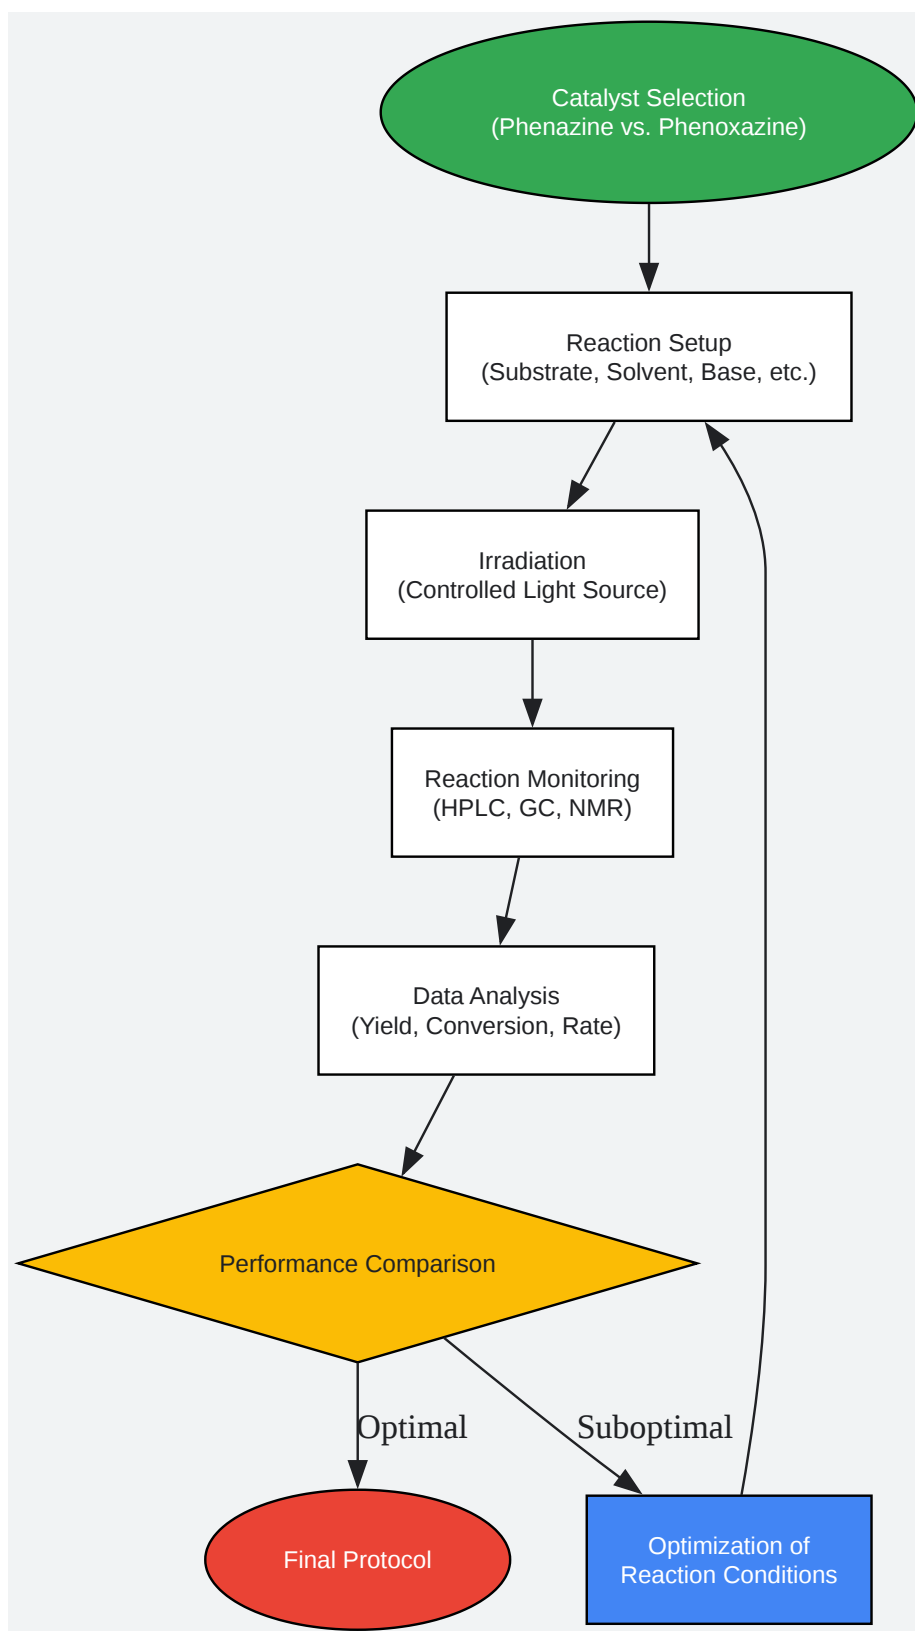 Catalyst Selection
(Phenazine vs. Phenoxazine)
Reaction Setup
(Substrate, Solvent, Base, etc.)
Irradiation
(Controlled Light Source)
Reaction Monitoring
(HPLC, GC, NMR)
Data Analysis
(Yield, Conversion, Rate)
Performance Comparison
Optimal
Suboptimal
Final Protocol
Optimization of
Reaction Conditions